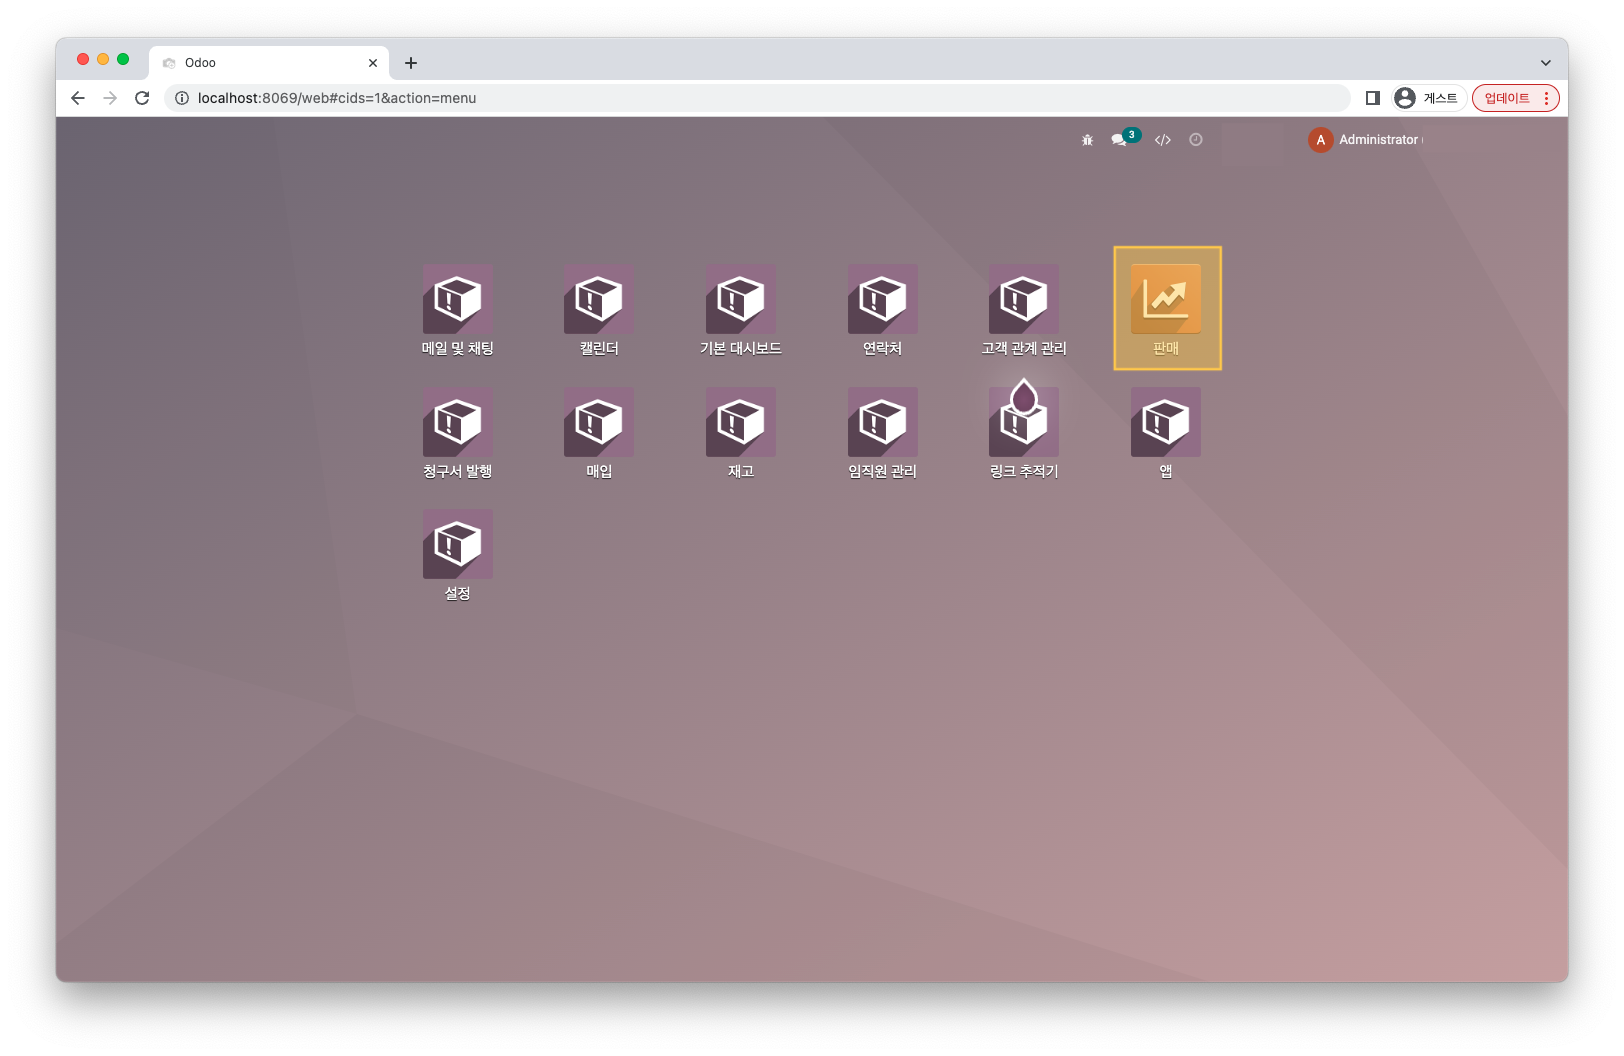 Odoo
localhost:8069/web#cids=1&action=menu
게스트
업데이트
3
A
Administrator
메일 및 채팅
캘린더
기본 대시보드
연락처
고객 관계 관리
판매
청구서 발행
매입
재고
임직원 관리
링크 추적기
앱
설정